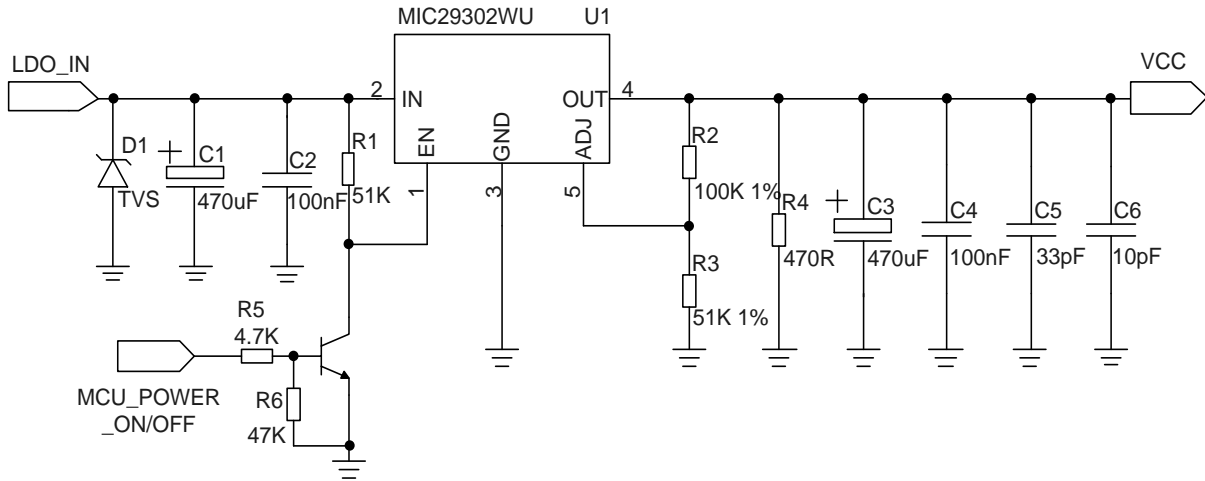 MIC29302WU U1
LDO_IN
VCC
2 IN
OUT 4
EN
GND
ADJ
1
3
5
D1
TVS
+ C1
470uF
C2
100nF
R1
51K
R2
100K 1%
R3
51K 1%
R4
470R
+ C3
470uF
C4
100nF
C5
33pF
C6
10pF
R5
4.7K
MCU_POWER
_ON/OFF
R6
47K